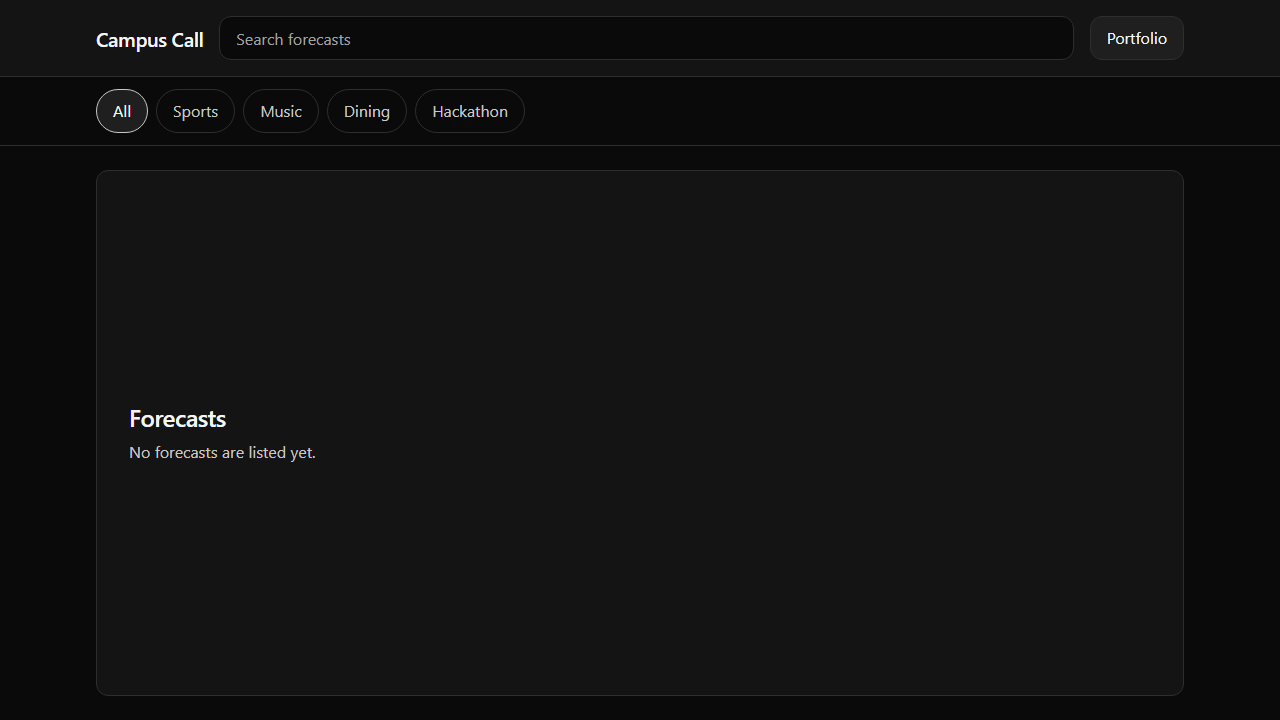 Campus Call
Search forecasts
Portfolio
All
Sports
Music
Dining
Hackathon
Forecasts
No forecasts are listed yet.